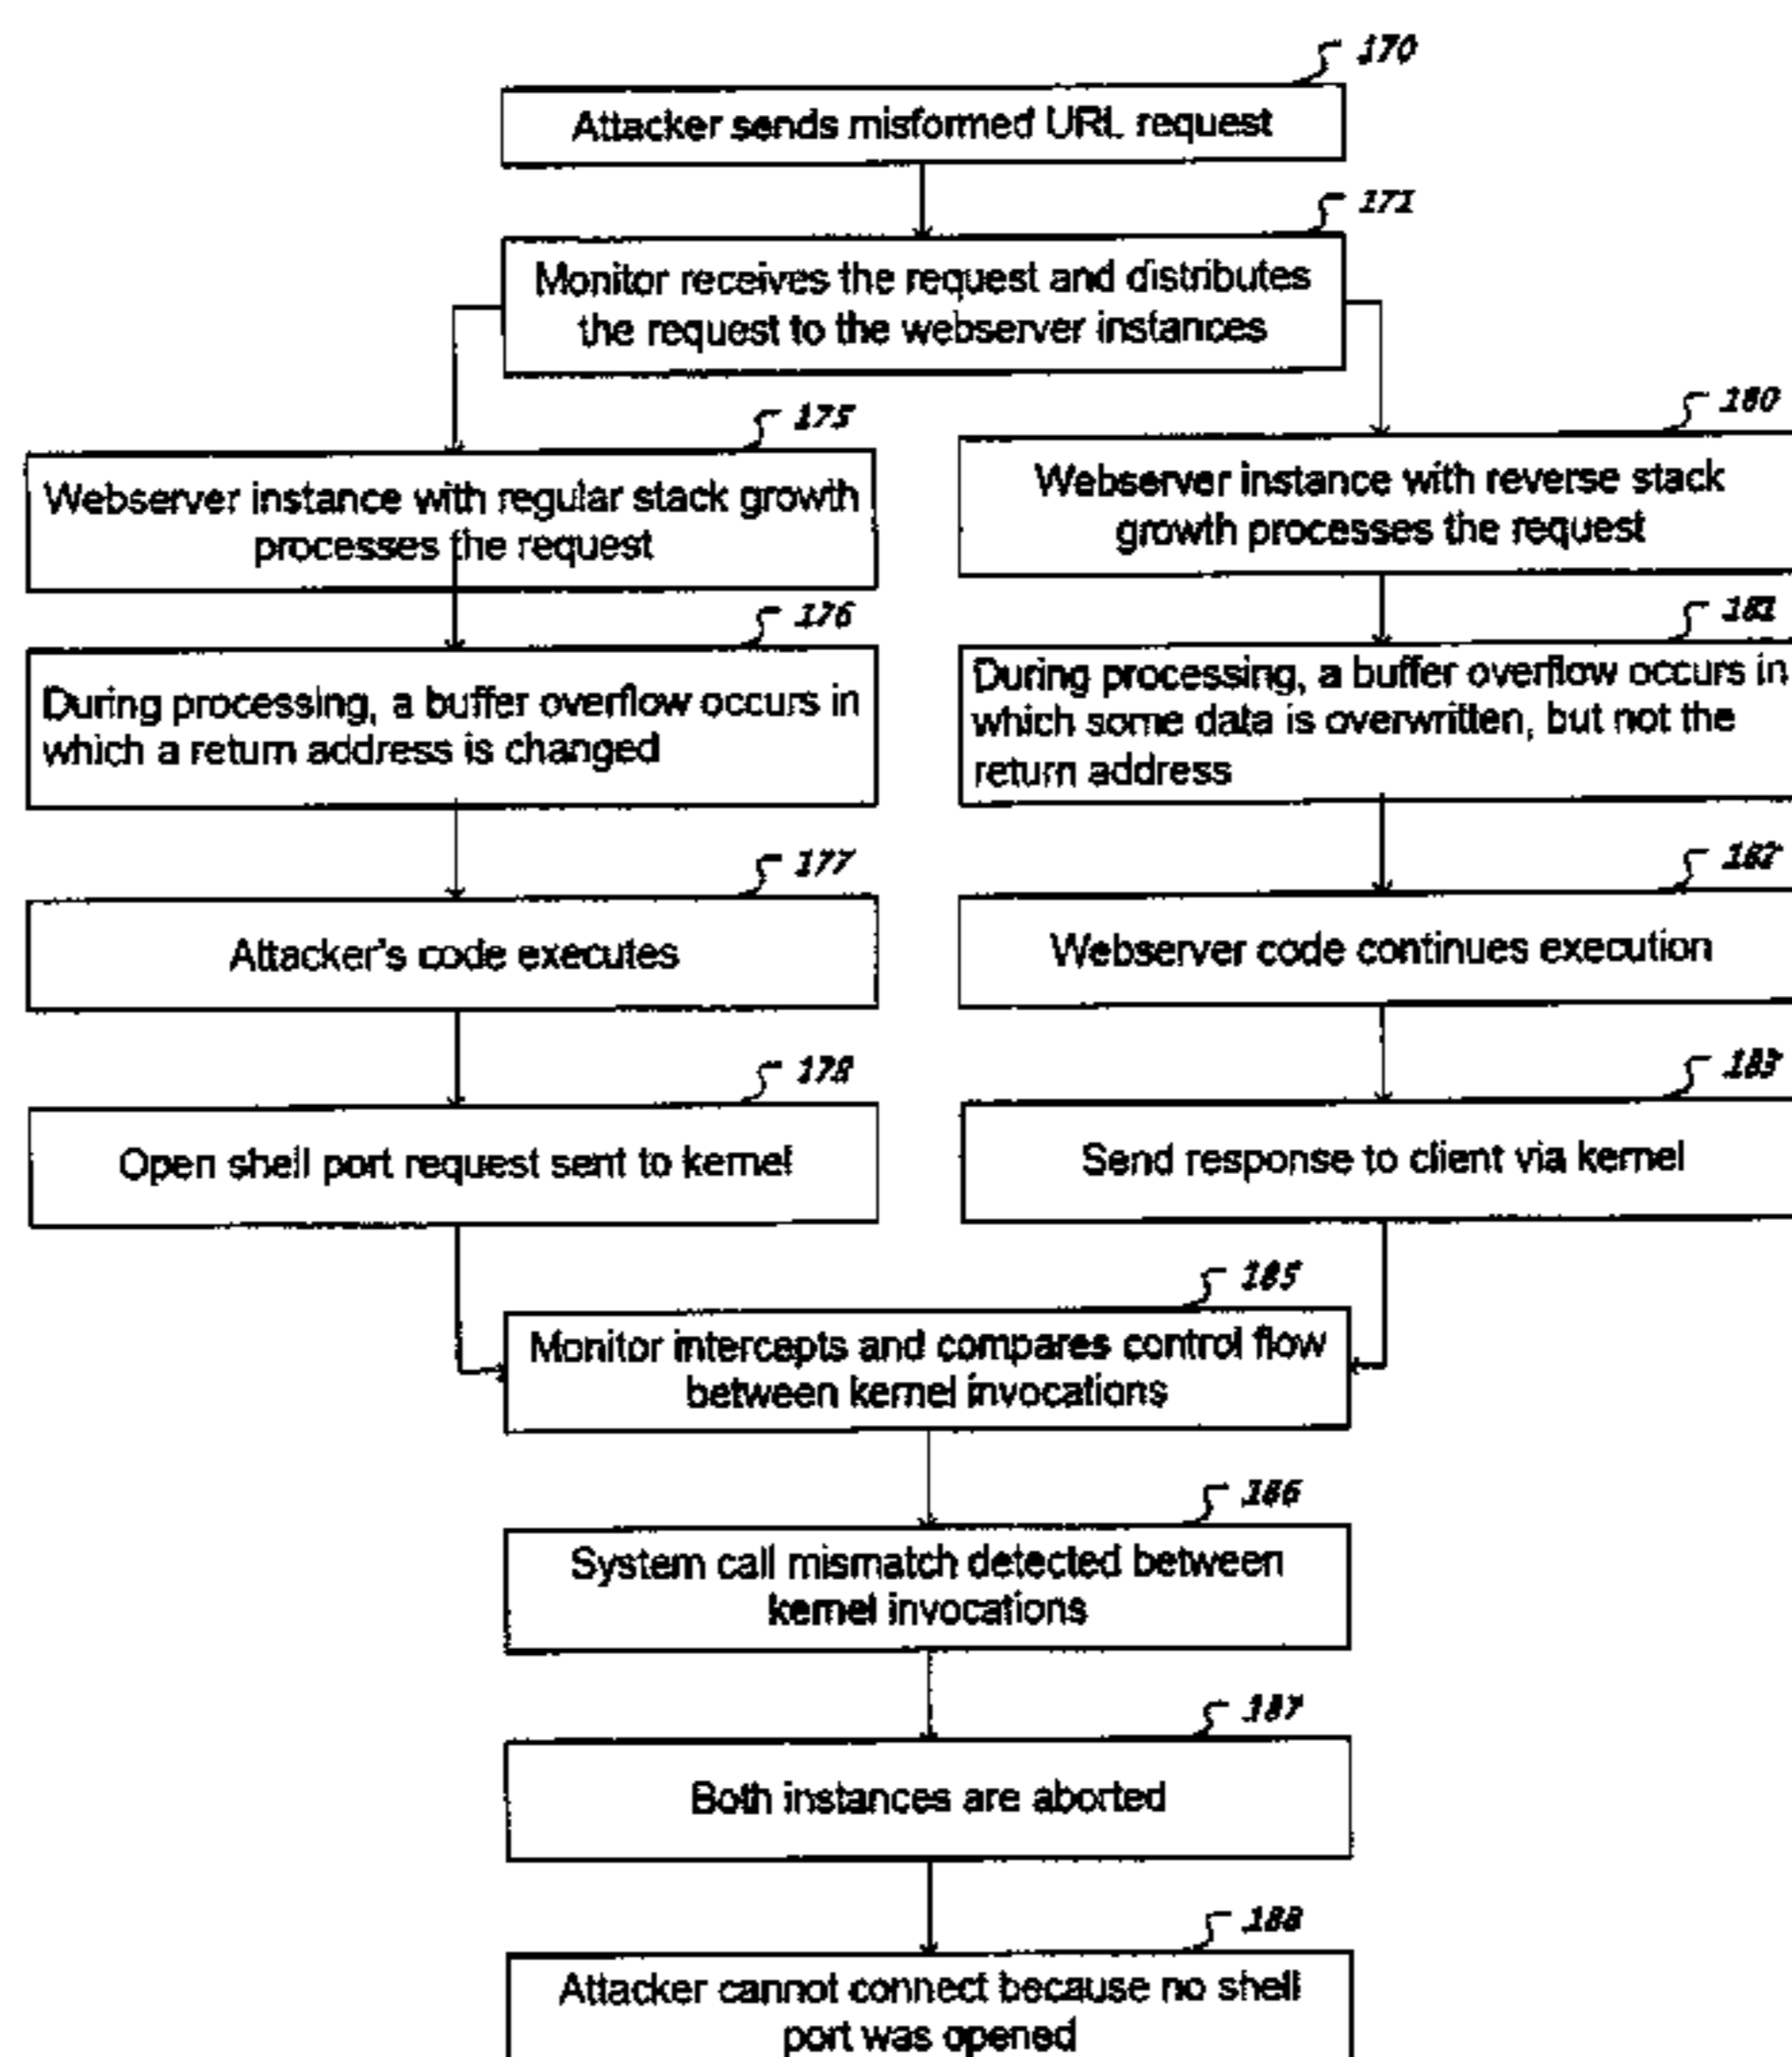 170
Attacker sends misformed URL request
171
Monitor receives the request and distributes
the request to the webserver instances
175
Webserver instance with regular stack growth
processes the request
176
During processing, a buffer overflow occurs in
which a return address is changed
177
Attacker's code executes
178
Open shell port request sent to kernel
180
Webserver instance with reverse stack
growth processes the request
181
During processing, a buffer overflow occurs in
which some data is overwritten, but not the
return address
182
Webserver code continues execution
183
Send response to client via kernel
185
Monitor intercepts and compares control flow
between kernel invocations
186
System call mismatch detected between
kernel invocations
187
Both instances are aborted
188
Attacker cannot connect because no shell
port was opened